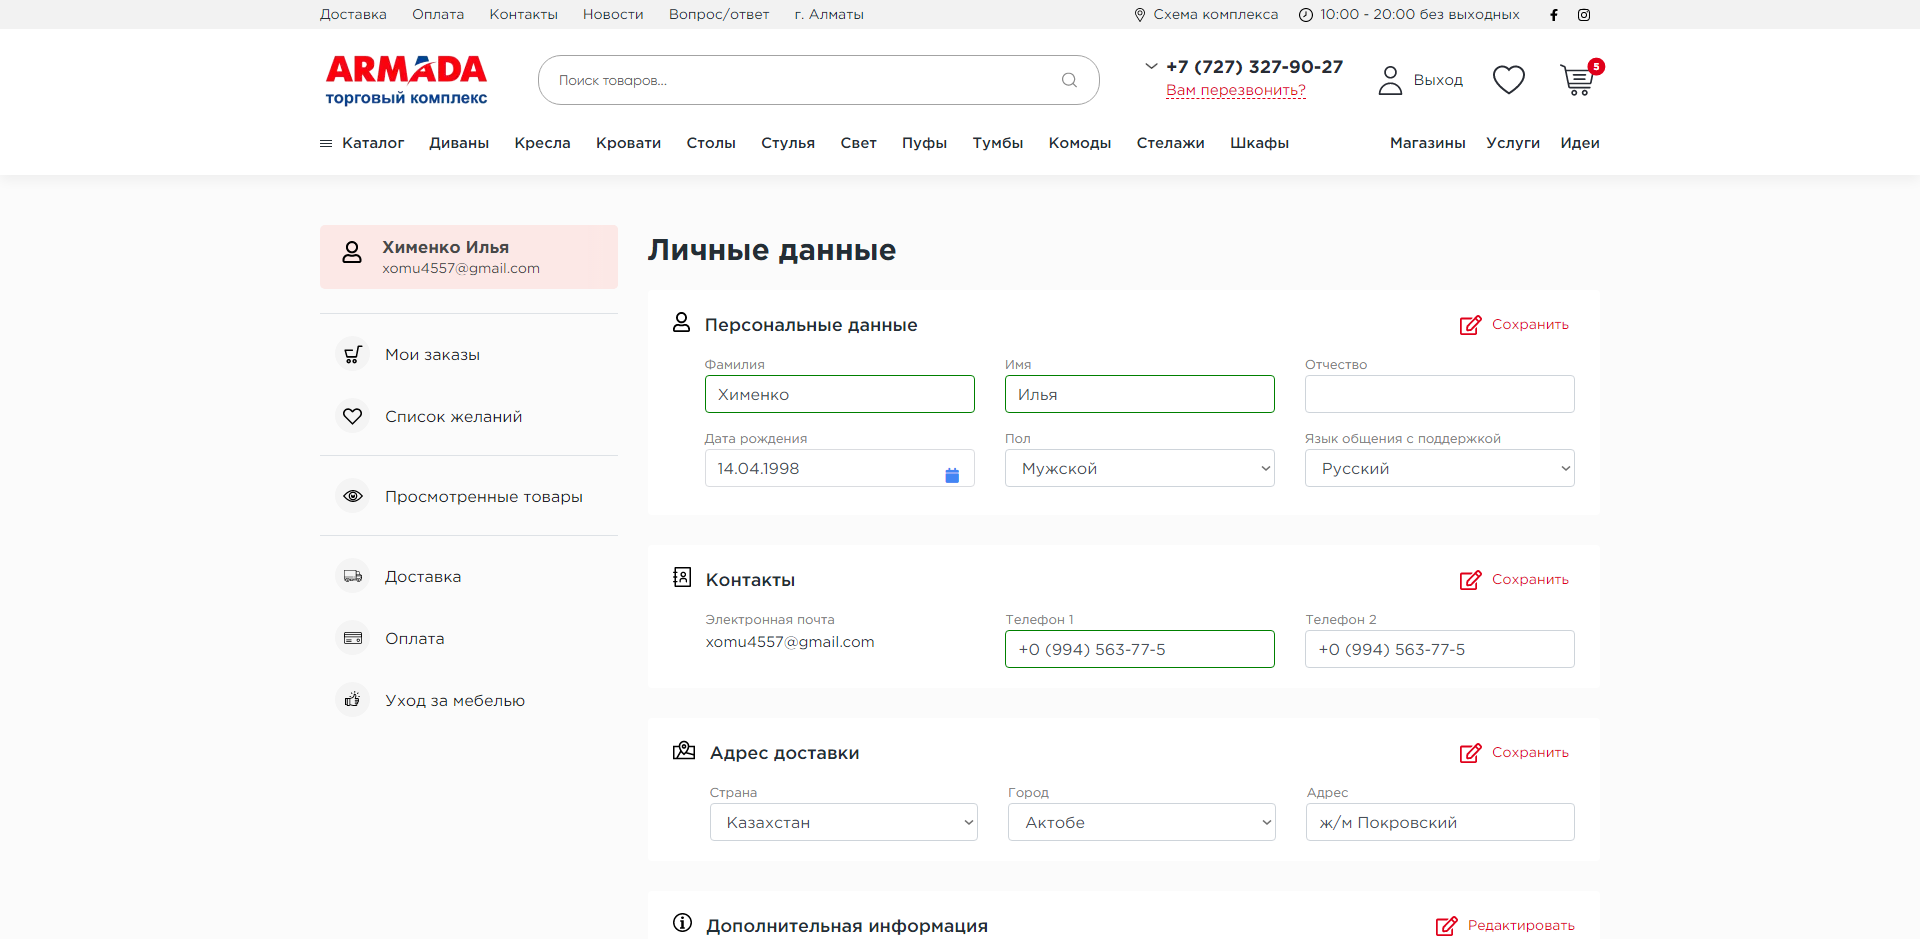 Доставка Оплата Контакты Новости Вопрос/ответ г. Алматы Схема комплекса 10:00 - 20:00 без выходных
ARMADA
торговый комплекс
Поиск товаров...
+7 (727) 327-90-27
Вам перезвонить?
Выход
5
Каталог Диваны Кресла Кровати Столы Стулья Свет Пуфы Тумбы Комоды Стелажи Шкафы Магазины Услуги Идеи
Хименко Илья
xomu4557@gmail.com
Мои заказы
Список желаний
Просмотренные товары
Доставка
Оплата
Уход за мебелью
Личные данные
Персональные данные Сохранить
Фамилия Имя Отчество
Хименко Илья
Дата рождения Пол Язык общения с поддержкой
14.04.1998 Мужской Русский
Контакты Сохранить
Электронная почта Телефон 1 Телефон 2
xomu4557@gmail.com +0 (994) 563-77-5 +0 (994) 563-77-5
Адрес доставки Сохранить
Страна Город Адрес
Казахстан Актобе ж/м Покровский
Дополнительная информация Редактировать